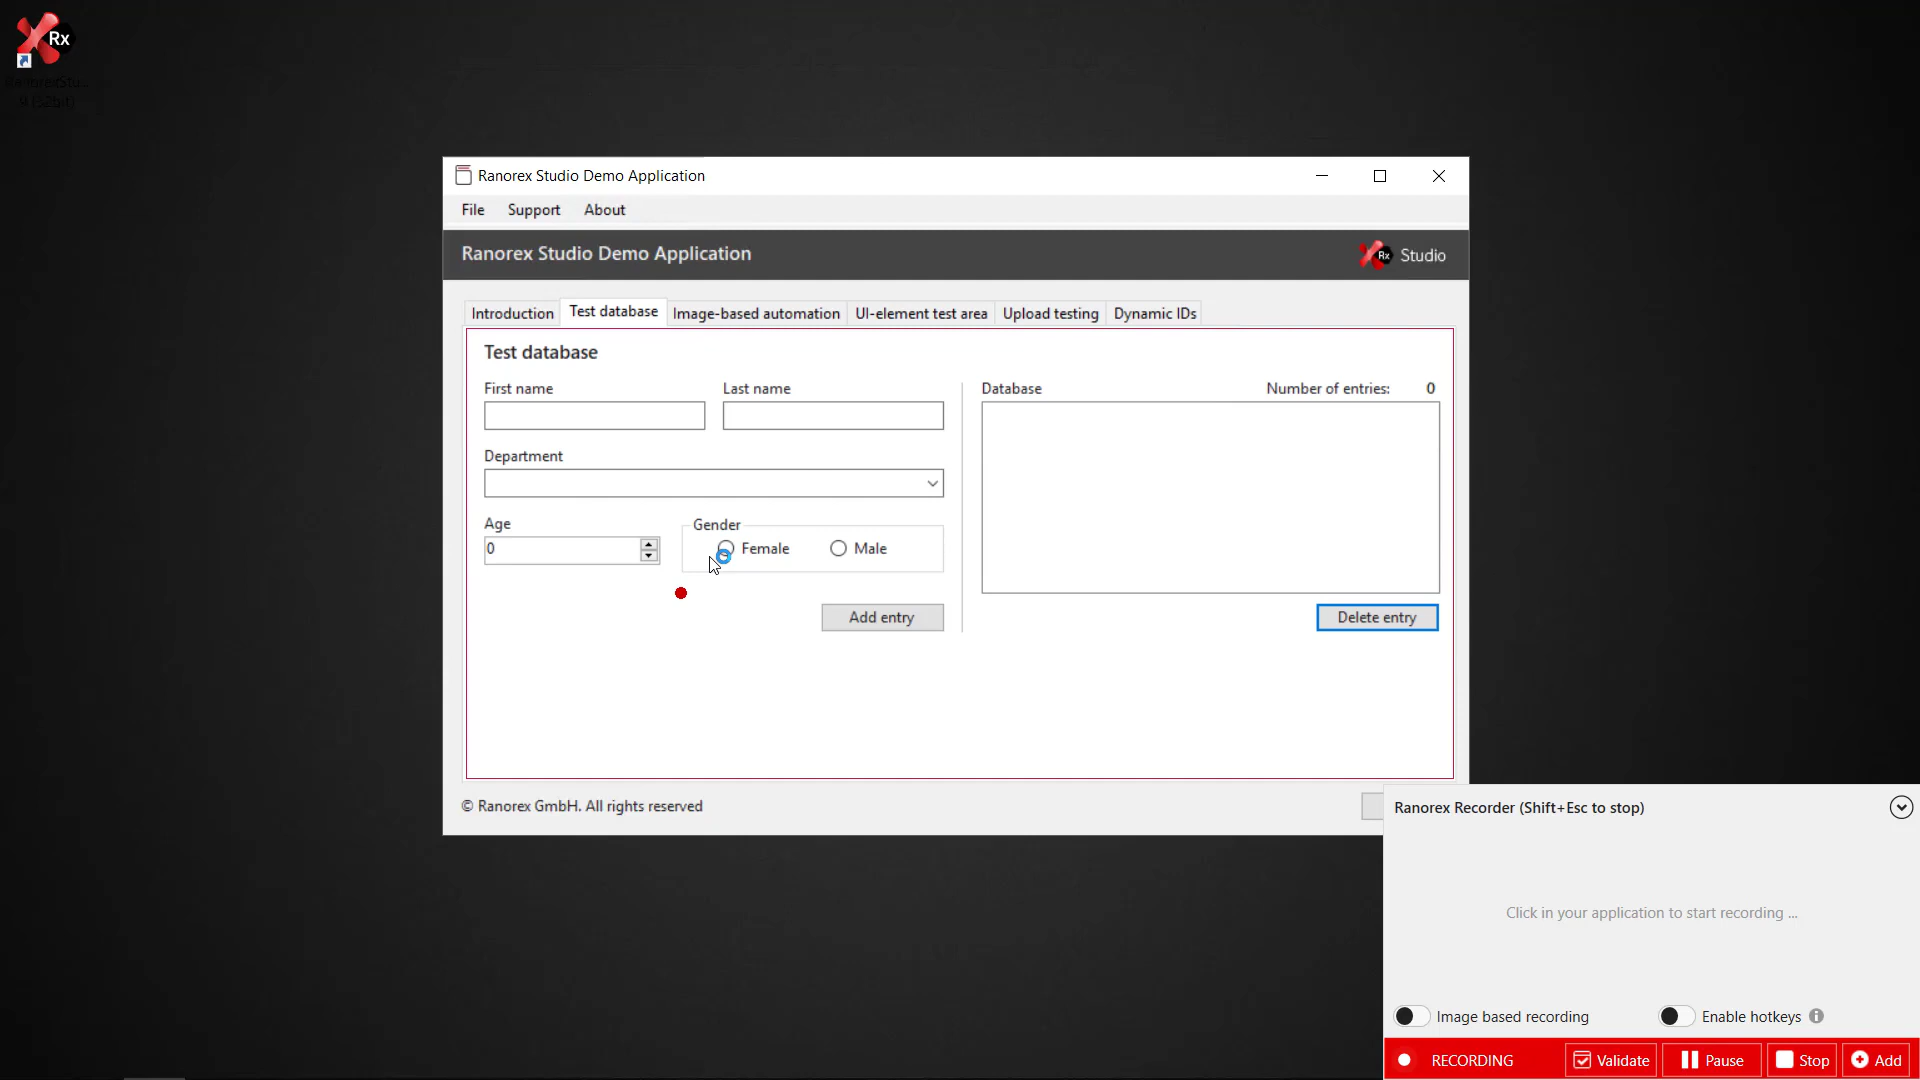 Rx
RanorexStu...
9 (32bit)
Ranorex Studio Demo Application
File Support About
Ranorex Studio Demo Application
Rx Studio
Introduction Test database Image-based automation UI-element test area Upload testing Dynamic IDs
Test database
First name Last name
Database Number of entries: 0
Department
Age
0
Gender
Female Male
Add entry
Delete entry
© Ranorex GmbH. All rights reserved
Ranorex Recorder (Shift+Esc to stop)
Click in your application to start recording ...
Image based recording Enable hotkeys
RECORDING Validate Pause Stop Add